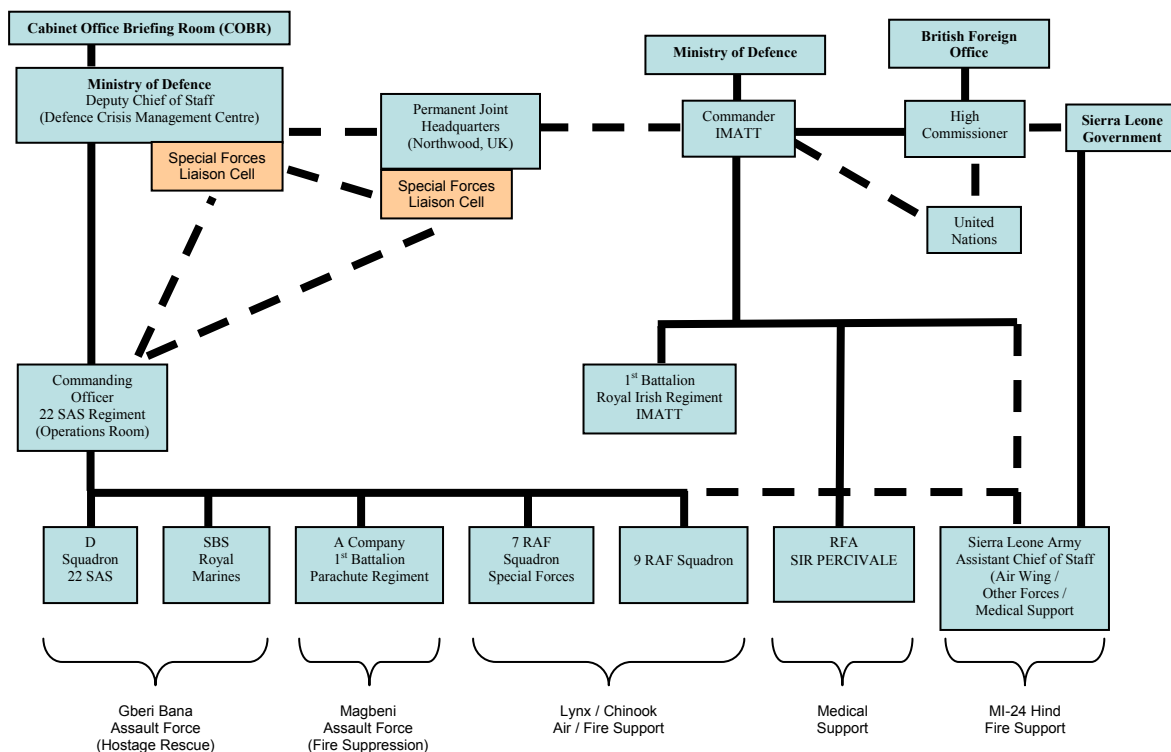 Cabinet Office Briefing Room (COBR)
Ministry of Defence
Deputy Chief of Staff
(Defence Crisis Management Centre)
Special Forces
Liaison Cell
Permanent Joint
Headquarters
(Northwood, UK)
Special Forces
Liaison Cell
Ministry of Defence
Commander
IMATT
British Foreign
Office
High
Commissioner
Sierra Leone
Government
United
Nations
Commanding
Officer
22 SAS Regiment
(Operations Room)
1st Battalion
Royal Irish Regiment
IMATT
D
Squadron
22 SAS
SBS
Royal
Marines
A Company
1st Battalion
Parachute Regiment
7 RAF
Squadron
Special Forces
9 RAF Squadron
RFA
SIR PERCIVALE
Sierra Leone Army
Assistant Chief of Staff
(Air Wing /
Other Forces /
Medical Support
Gberi Bana
Assault Force
(Hostage Rescue)
Magbeni
Assault Force
(Fire Suppression)
Lynx / Chinook
Air / Fire Support
Medical
Support
MI-24 Hind
Fire Support